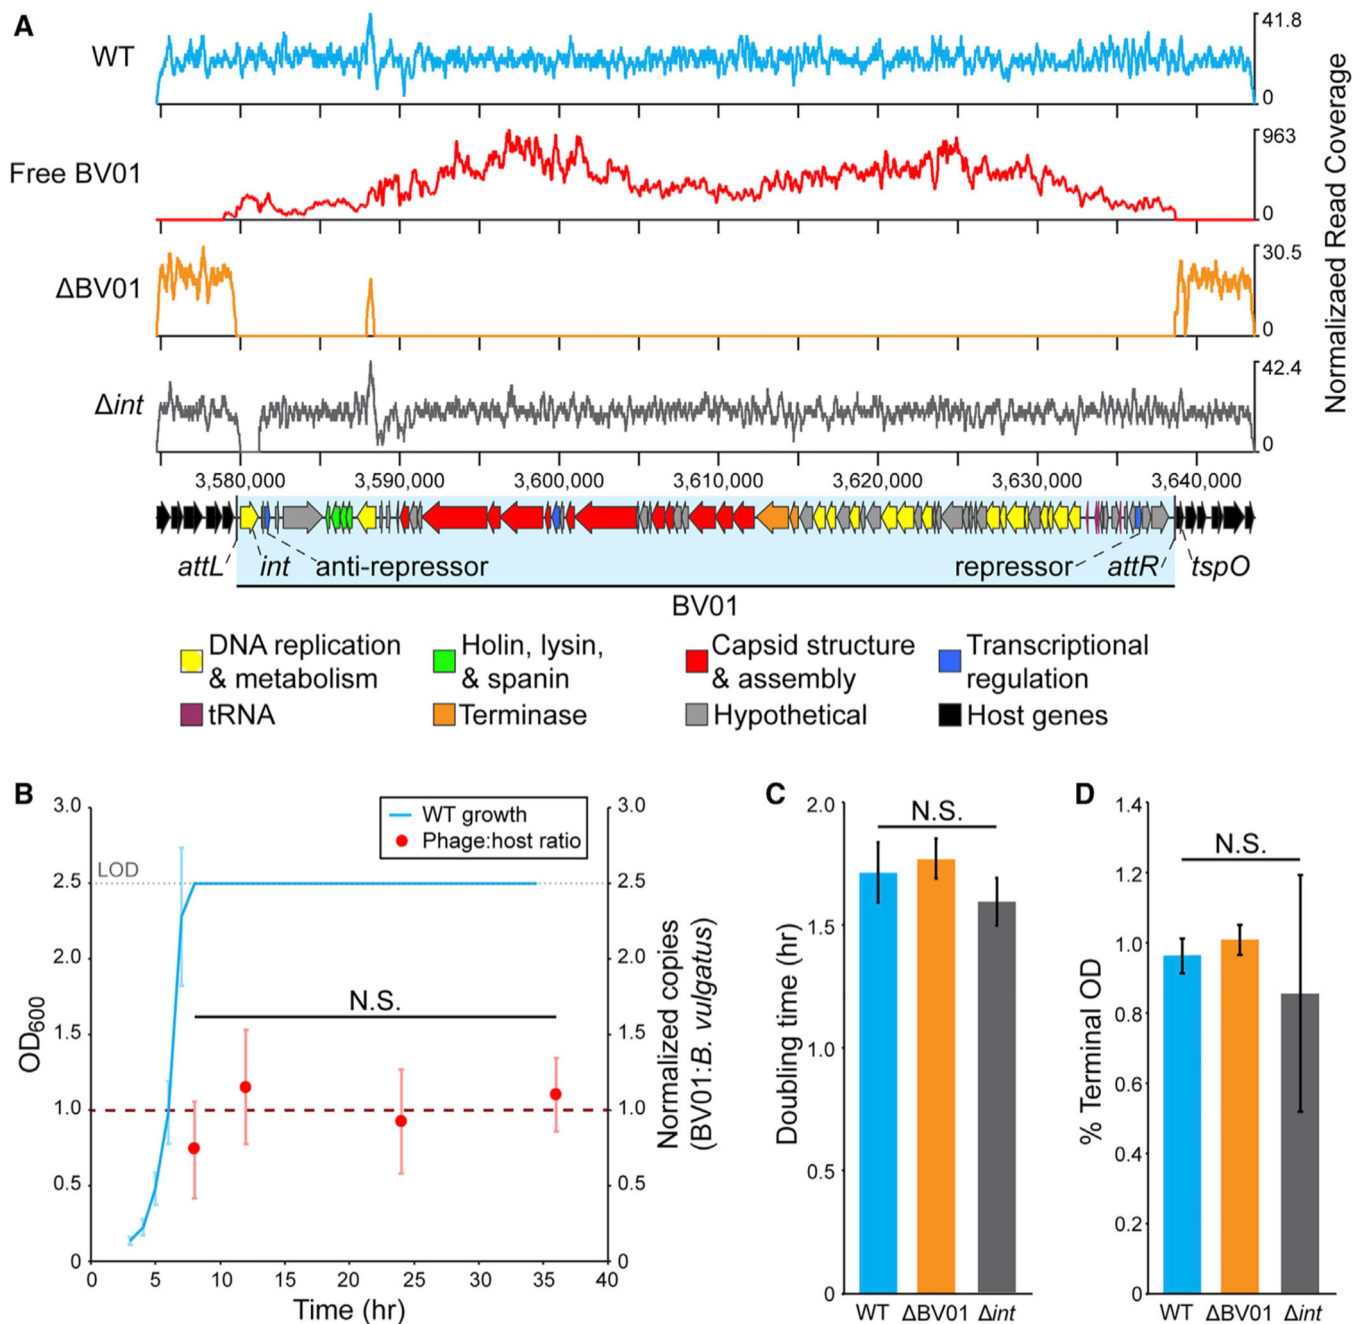 A
WT
41.8
0
Free BV01
963
0
ΔBV01
30.5
0
Δint
42.4
0
Normalizaed Read Coverage
3,580,000 3,590,000 3,600,000 3,610,000 3,620,000 3,630,000 3,640,000
attL int anti-repressor repressor attR tspO
BV01
DNA replication
& metabolism
Holin, lysin,
& spanin
Capsid structure
& assembly
Transcriptional
regulation
tRNA
Terminase
Hypothetical
Host genes
B
3.0
2.5
2.0
1.5
1.0
0.5
0
OD600
LOD
WT growth
Phage:host ratio
N.S.
3.0
2.5
2.0
1.5
1.0
0.5
0
Normalized copies
(BV01:B. vulgatus)
0 5 10 15 20 25 30 35 40
Time (hr)
C
2.0
1.5
1.0
0.5
0
Doubling time (hr)
N.S.
WT ΔBV01 Δint
D
1.4
1.2
1.0
0.8
0.6
0.4
0.2
0
% Terminal OD
N.S.
WT ΔBV01 Δint